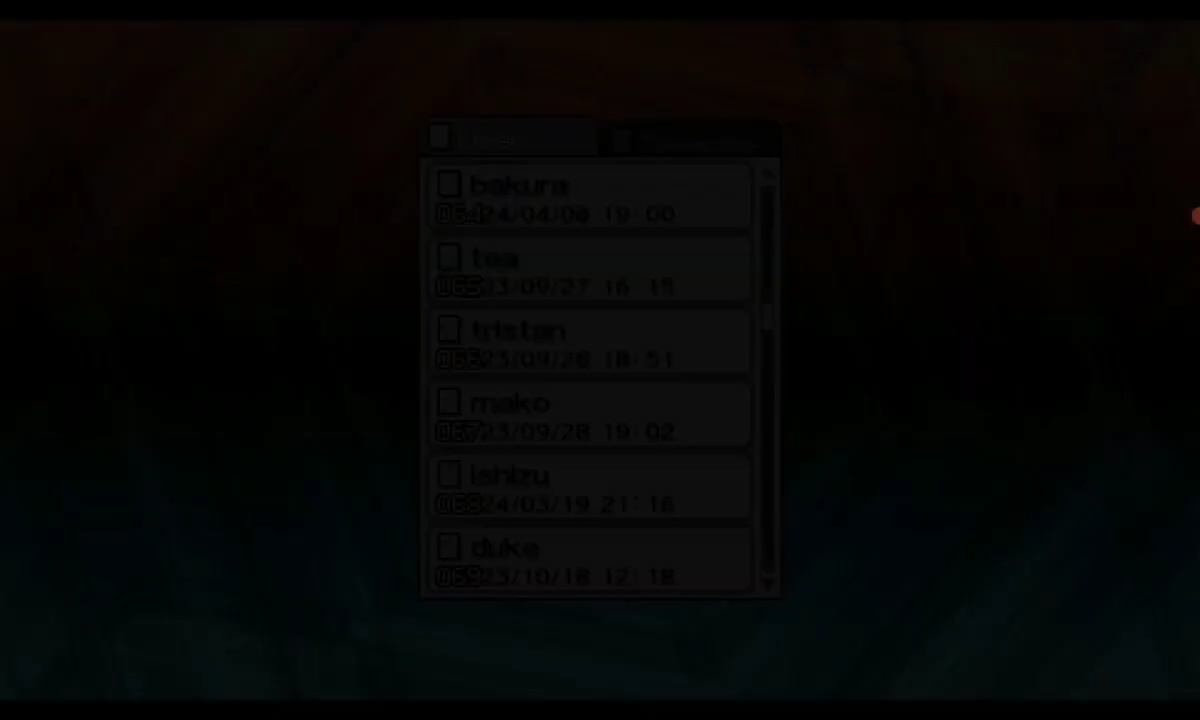 bakura
064 24/04/08 19:00
tea
065 23/09/27 16:15
tristan
066 23/09/28 18:51
mako
067 23/09/28 19:02
ishizu
068 24/03/19 21:16
duke
069 23/10/18 12:18